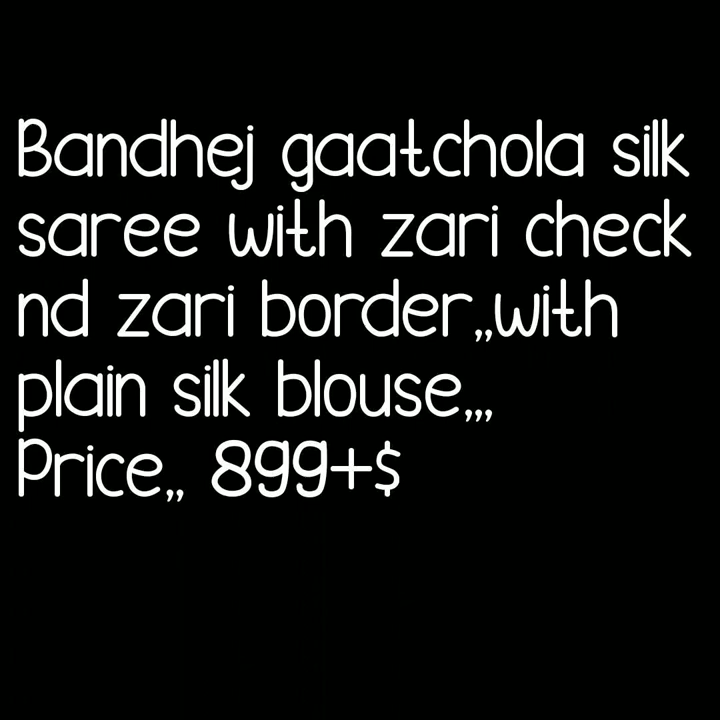 Bandhej gaatchola silk
saree with zari check
nd zari border,,with
plain silk blouse,,,
Price,, 899+$